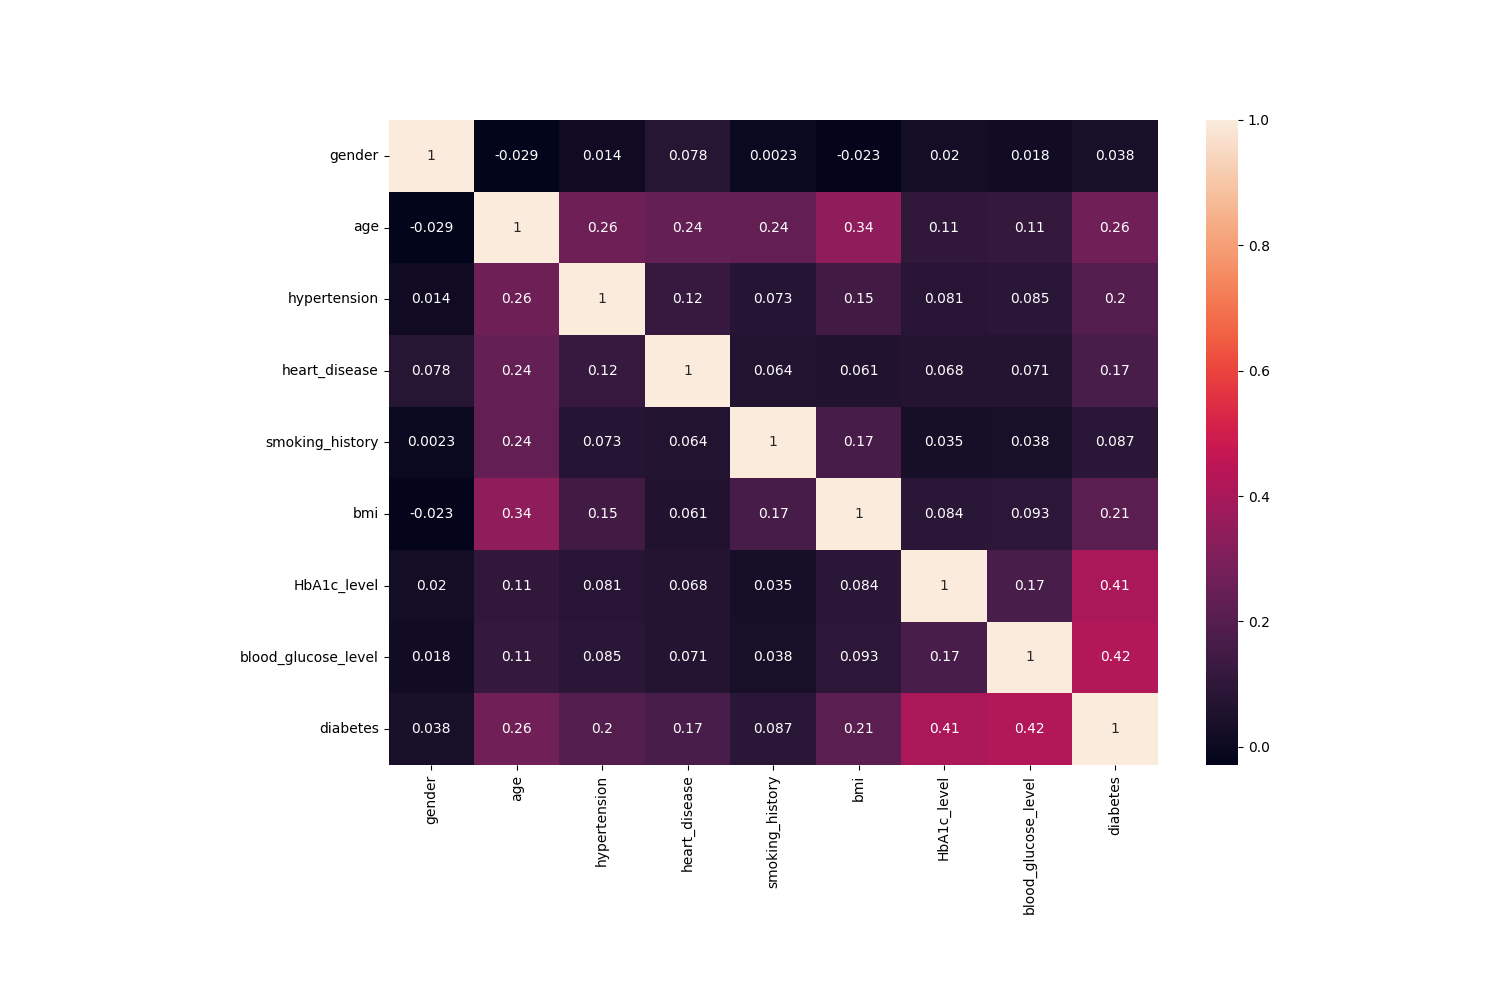 gender 1 -0.029 0.014 0.078 0.0023 -0.023 0.02 0.018 0.038
age -0.029 1 0.26 0.24 0.24 0.34 0.11 0.11 0.26
hypertension 0.014 0.26 1 0.12 0.073 0.15 0.081 0.085 0.2
heart_disease 0.078 0.24 0.12 1 0.064 0.061 0.068 0.071 0.17
smoking_history 0.0023 0.24 0.073 0.064 1 0.17 0.035 0.038 0.087
bmi -0.023 0.34 0.15 0.061 0.17 1 0.084 0.093 0.21
HbA1c_level 0.02 0.11 0.081 0.068 0.035 0.084 1 0.17 0.41
blood_glucose_level 0.018 0.11 0.085 0.071 0.038 0.093 0.17 1 0.42
diabetes 0.038 0.26 0.2 0.17 0.087 0.21 0.41 0.42 1
gender
age
hypertension
heart_disease
smoking_history
bmi
HbA1c_level
blood_glucose_level
diabetes
1.0
0.8
0.6
0.4
0.2
0.0